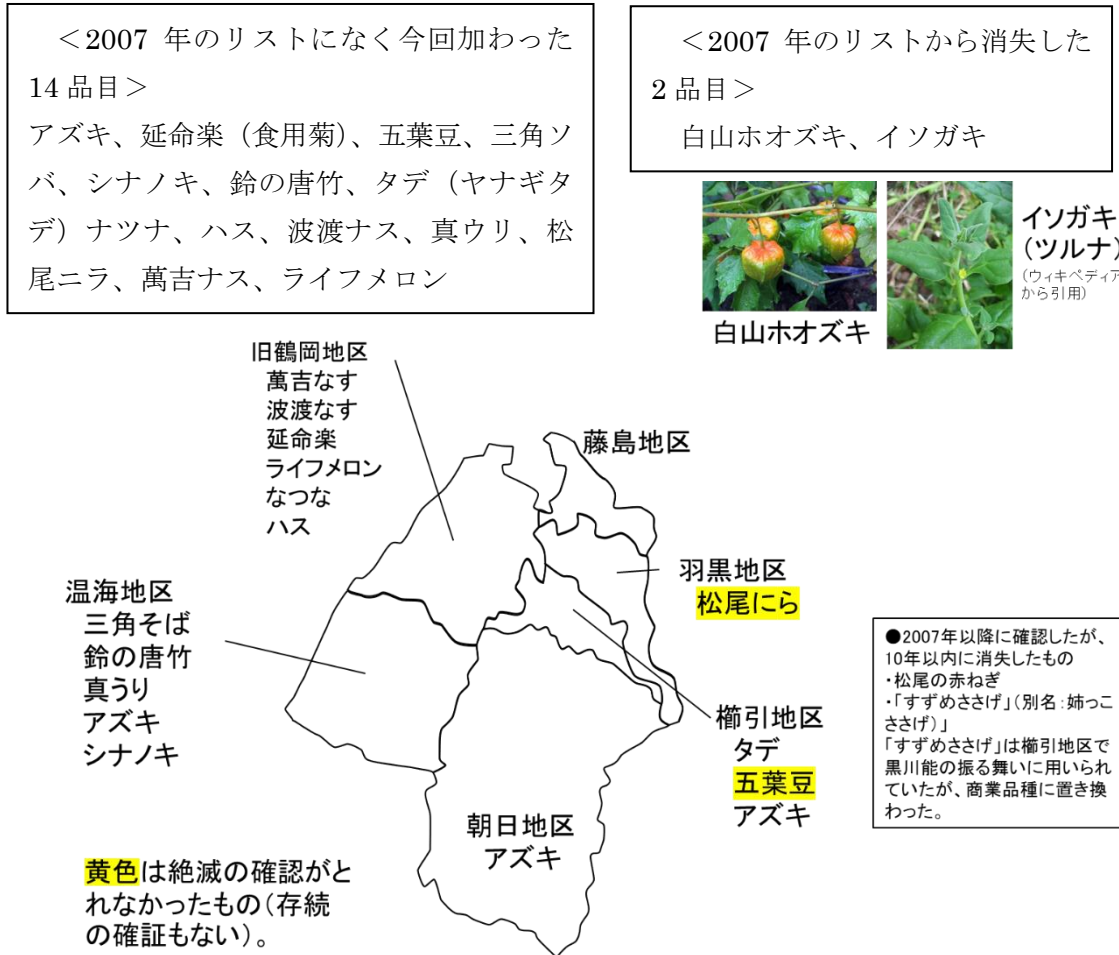 ＜2007 年のリストになく今回加わった
14 品目＞
アズキ、延命楽（食用菊）、五葉豆、三角ソ
バ、シナノキ、鈴の唐竹、タデ（ヤナギタ
デ）ナツナ、ハス、波渡ナス、真ウリ、松
尾ニラ、萬吉ナス、ライフメロン
＜2007 年のリストから消失した
2 品目＞
白山ホオズキ、イソガキ
イソガキ
(ツルナ)
(ウィキペディア
から引用)
白山ホオズキ
旧鶴岡地区
萬吉なす
波渡なす
延命楽
ライフメロン
なつな
ハス
藤島地区
羽黒地区
松尾にら
温海地区
三角そば
鈴の唐竹
真うり
アズキ
シナノキ
●2007年以降に確認したが、
10年以内に消失したもの
・松尾の赤ねぎ
・「すずめささげ」(別名:姉っこ
ささげ)」
「すずめささげ」は櫛引地区で
黒川能の振る舞いに用いられ
ていたが、商業品種に置き換
わった。
櫛引地区
タデ
五葉豆
アズキ
朝日地区
アズキ
黄色は絶滅の確認がと
れなかったもの(存続
の確証もない)。